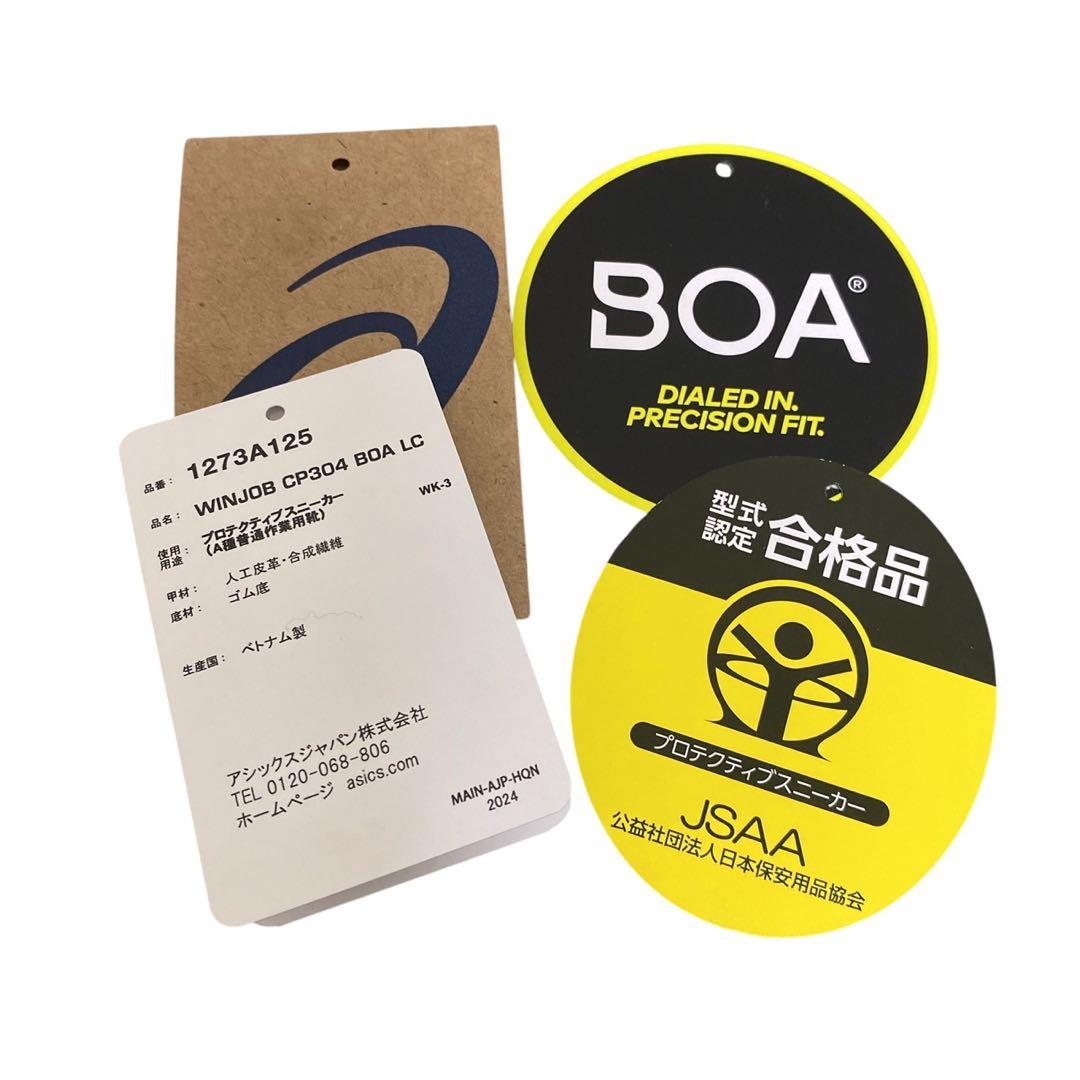 BOA®
DIALED IN.
PRECISION FIT.
品番： 1273A125
品名： WINJOB CP304 BOA LC
WK-3
使用用途： プロテクティブスニーカー
（A種普通作業用靴）
甲材： 人工皮革・合成繊維
底材： ゴム底
生産国： ベトナム製
アシックスジャパン株式会社
TEL 0120-068-806
ホームページ asics.com
MAIN-AJP-HQN
2024
型式
認定 合格品
プロテクティブスニーカー
JSAA
公益社団法人日本保安用品協会